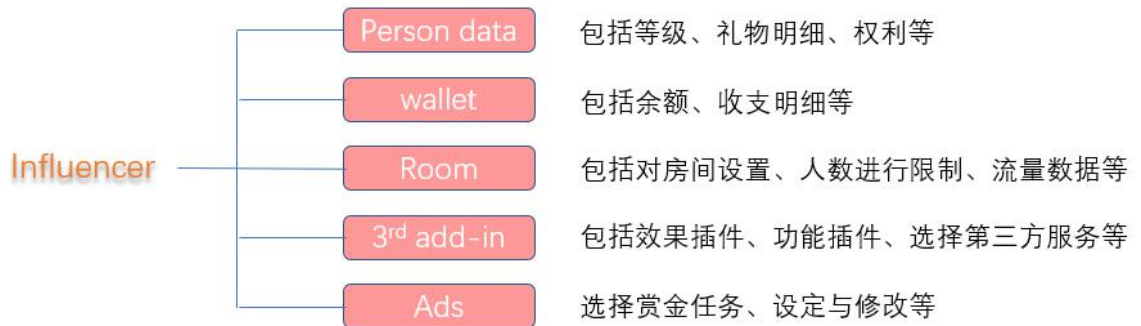 Person data 包括等级、礼物明细、权利等
wallet 包括余额、收支明细等
Influencer
Room 包括对房间设置、人数进行限制、流量数据等
3rd add-in 包括效果插件、功能插件、选择第三方服务等
Ads 选择赏金任务、设定与修改等